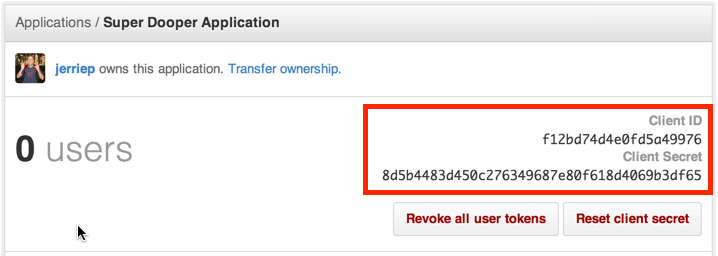 Applications / Super Dooper Application
jerriep owns this application. Transfer ownership.
0 users
Client ID
f12bd74d4e0fd5a49976
Client Secret
8d5b4483d450c276349687e80f618d4069b3df65
Revoke all user tokens
Reset client secret